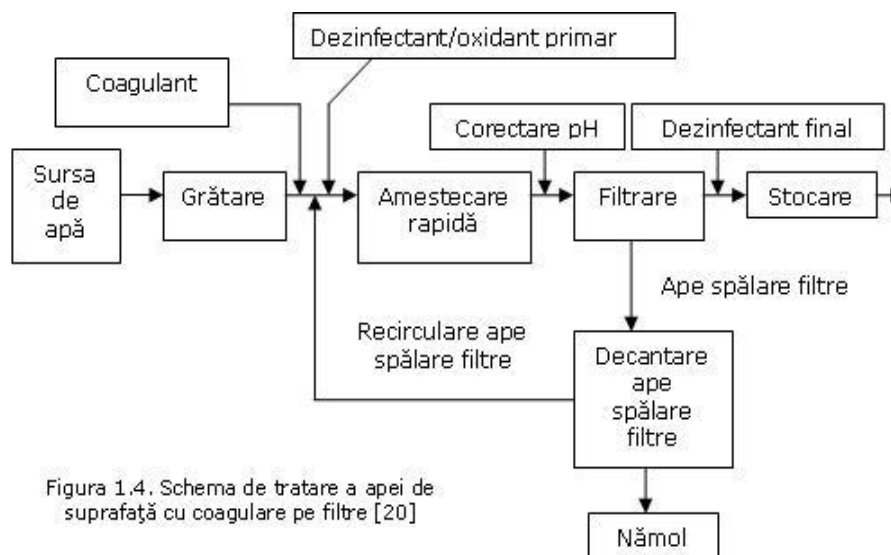 Dezinfectant/oxidant primar
Coagulant
Corectare pH
Dezinfectant final
Sursa
de
apă
Grătare
Amestecare
rapidă
Filtrare
Stocare
Ape spălare filtre
Recirculare ape
spălare filtre
Decantare
ape
spălare
filtre
Nămol
Figura 1.4. Schema de tratare a apei de
suprafaţă cu coagulare pe filtre [20]